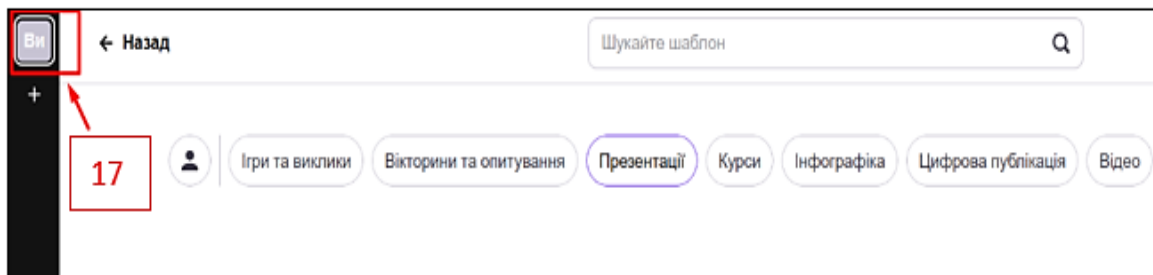 Ви
← Назад
Шукайте шаблон
+
17
Ігри та виклики
Вікторини та опитування
Презентації
Курси
Інфографіка
Цифрова публікація
Відео